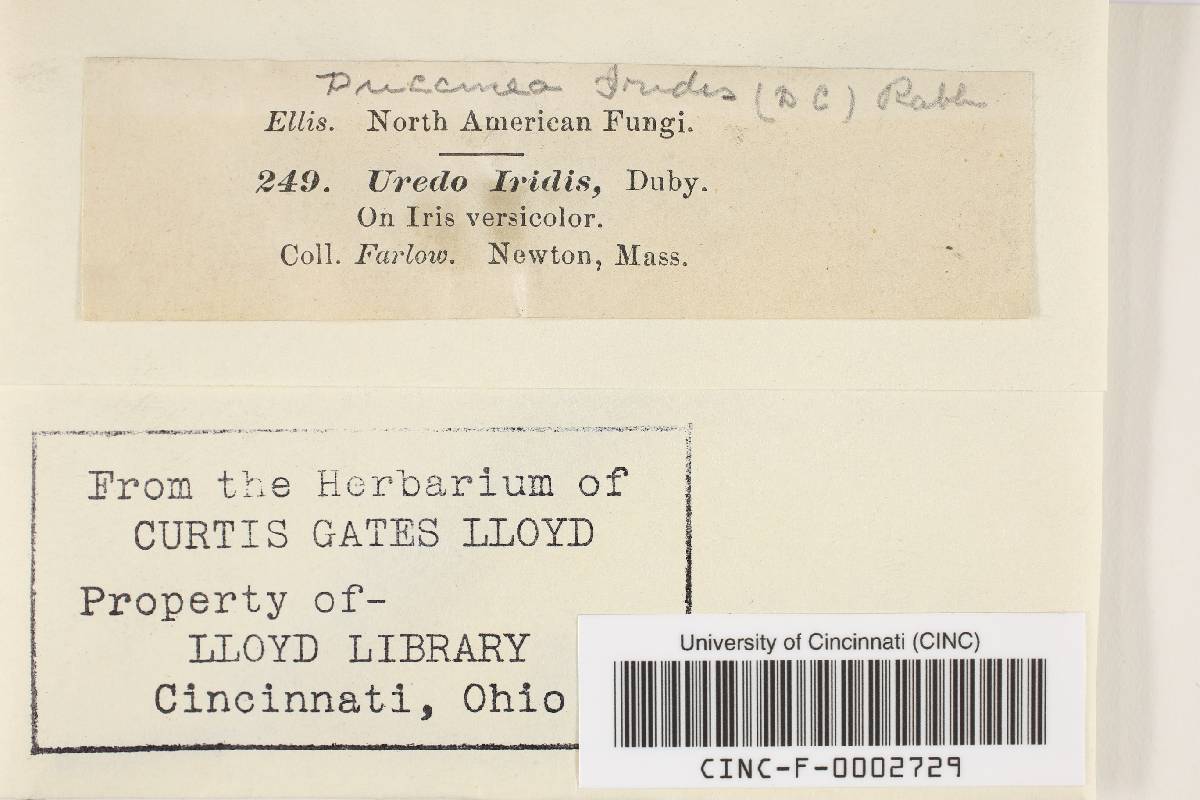 Puccinea Iridis (DC) Rabh
Ellis. North American Fungi.
249. Uredo Iridis, Duby.
On Iris versicolor.
Coll. Farlow. Newton, Mass.
From the Herbarium of
CURTIS GATES LLOYD
Property of-
LLOYD LIBRARY
Cincinnati, Ohio
University of Cincinnati (CINC)
CINC-F-0002729